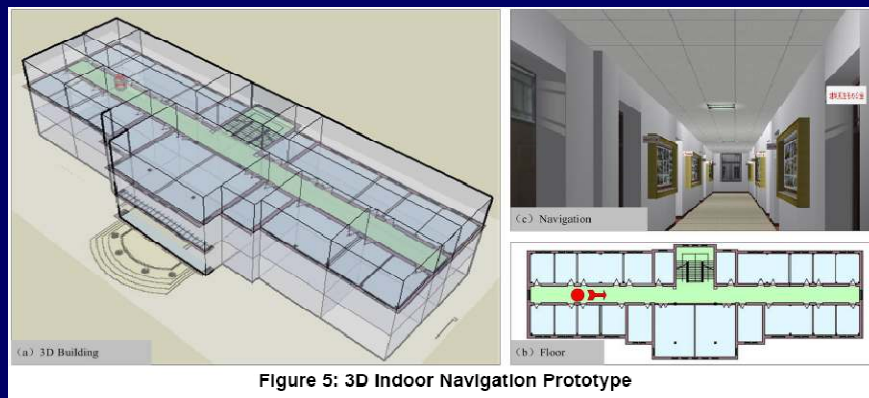 (a) 3D Building
(c) Navigation
(b) Floor
Figure 5: 3D Indoor Navigation Prototype